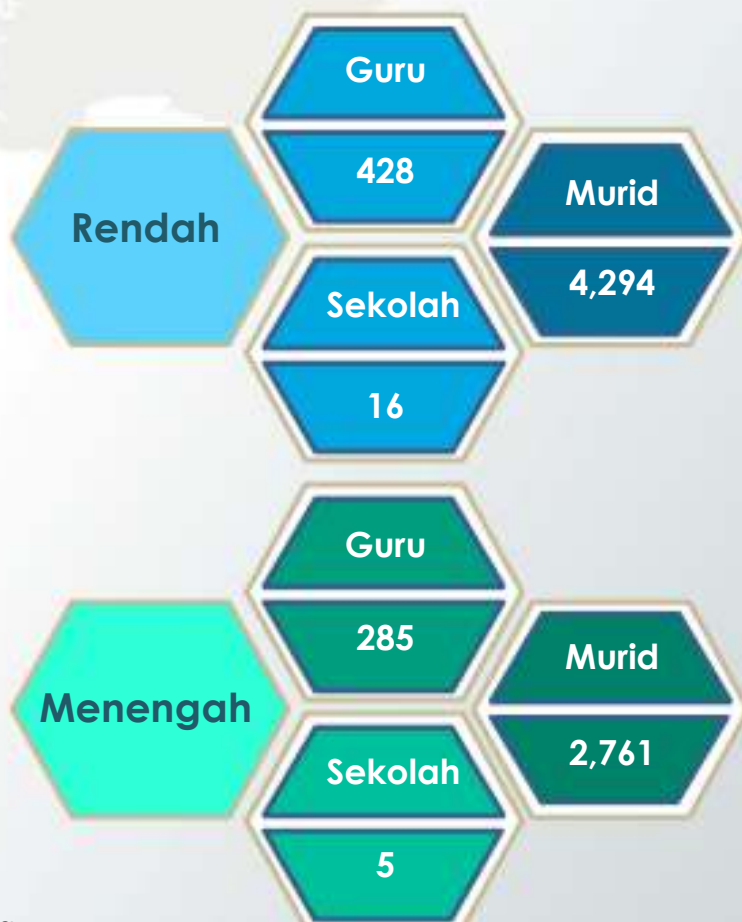 Rendah
Guru
428
Sekolah
16
Murid
4,294
Menengah
Guru
285
Sekolah
5
Murid
2,761